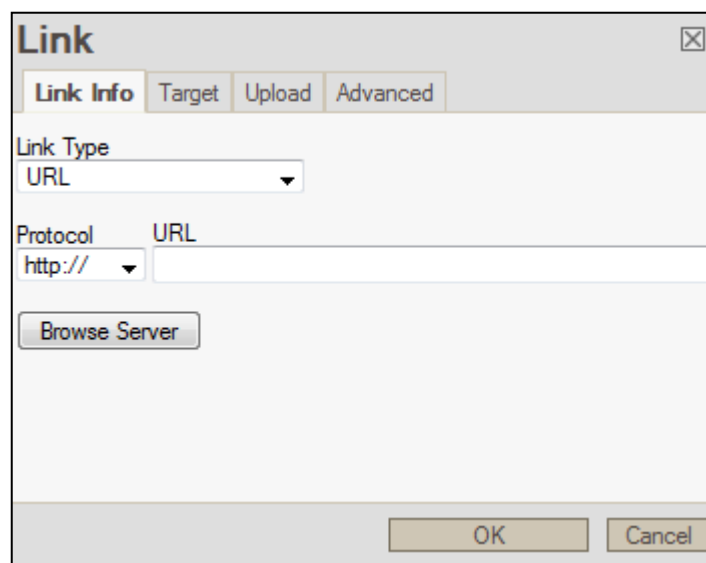 Link
Link Info Target Upload Advanced
Link Type
URL
Protocol URL
http://
Browse Server
OK Cancel